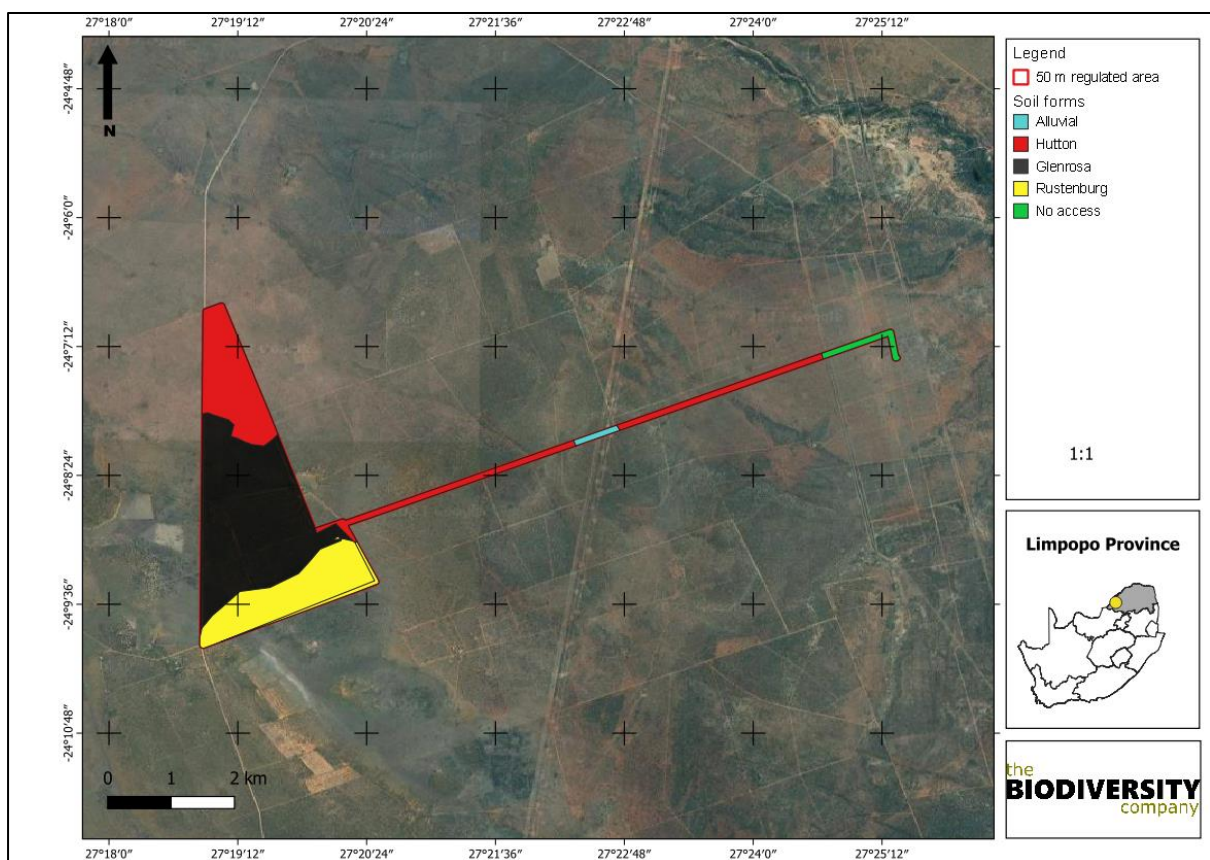 27°18′0″ 27°19′12″ 27°20′24″ 27°21′36″ 27°22′48″ 27°24′0″ 27°25′12″
-24°4′48″
-24°6′0″
-24°7′12″
-24°8′24″
-24°9′36″
-24°10′48″
N
0 1 2 km
27°18′0″ 27°19′12″ 27°20′24″ 27°21′36″ 27°22′48″ 27°24′0″ 27°25′12″
Legend
50 m regulated area
Soil forms
Alluvial
Hutton
Glenrosa
Rustenburg
No access
1:1
Limpopo Province
the
BIODIVERSITY
company